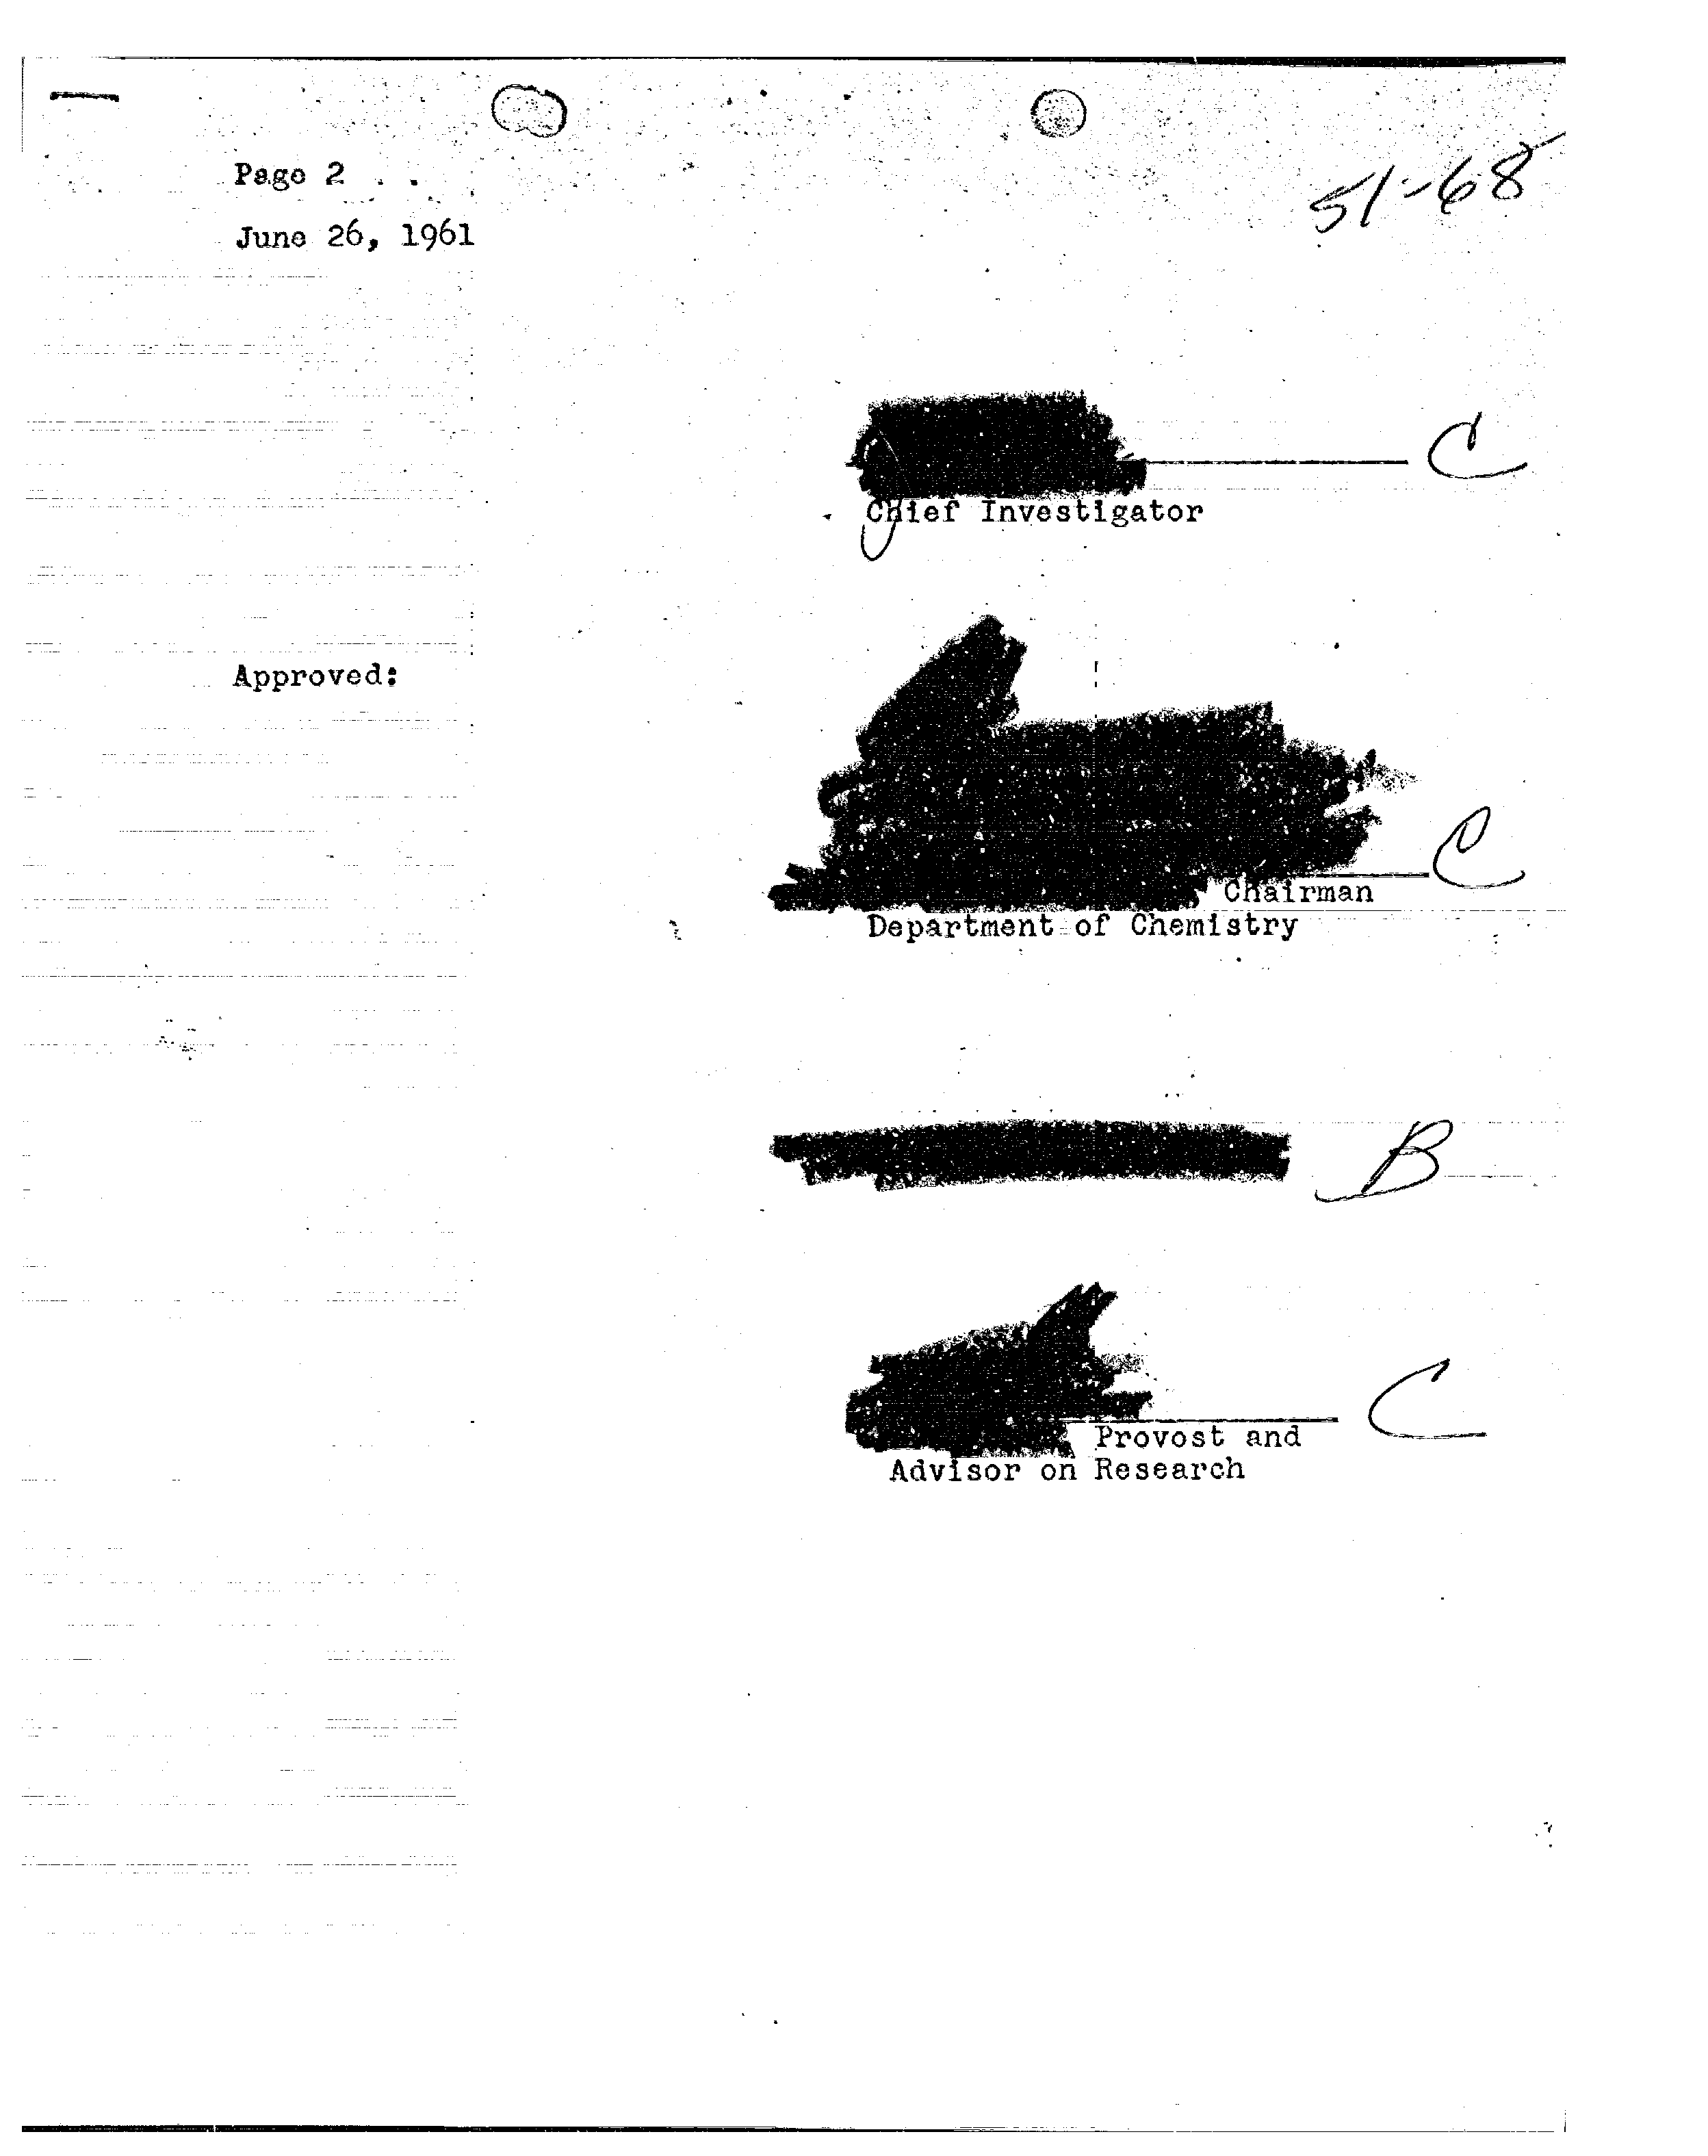 Page 2
51-68
June 26, 1961
C
Chief Investigator
Approved:
C
Chairman
Department of Chemistry
B
C
Provost and
Advisor on Research